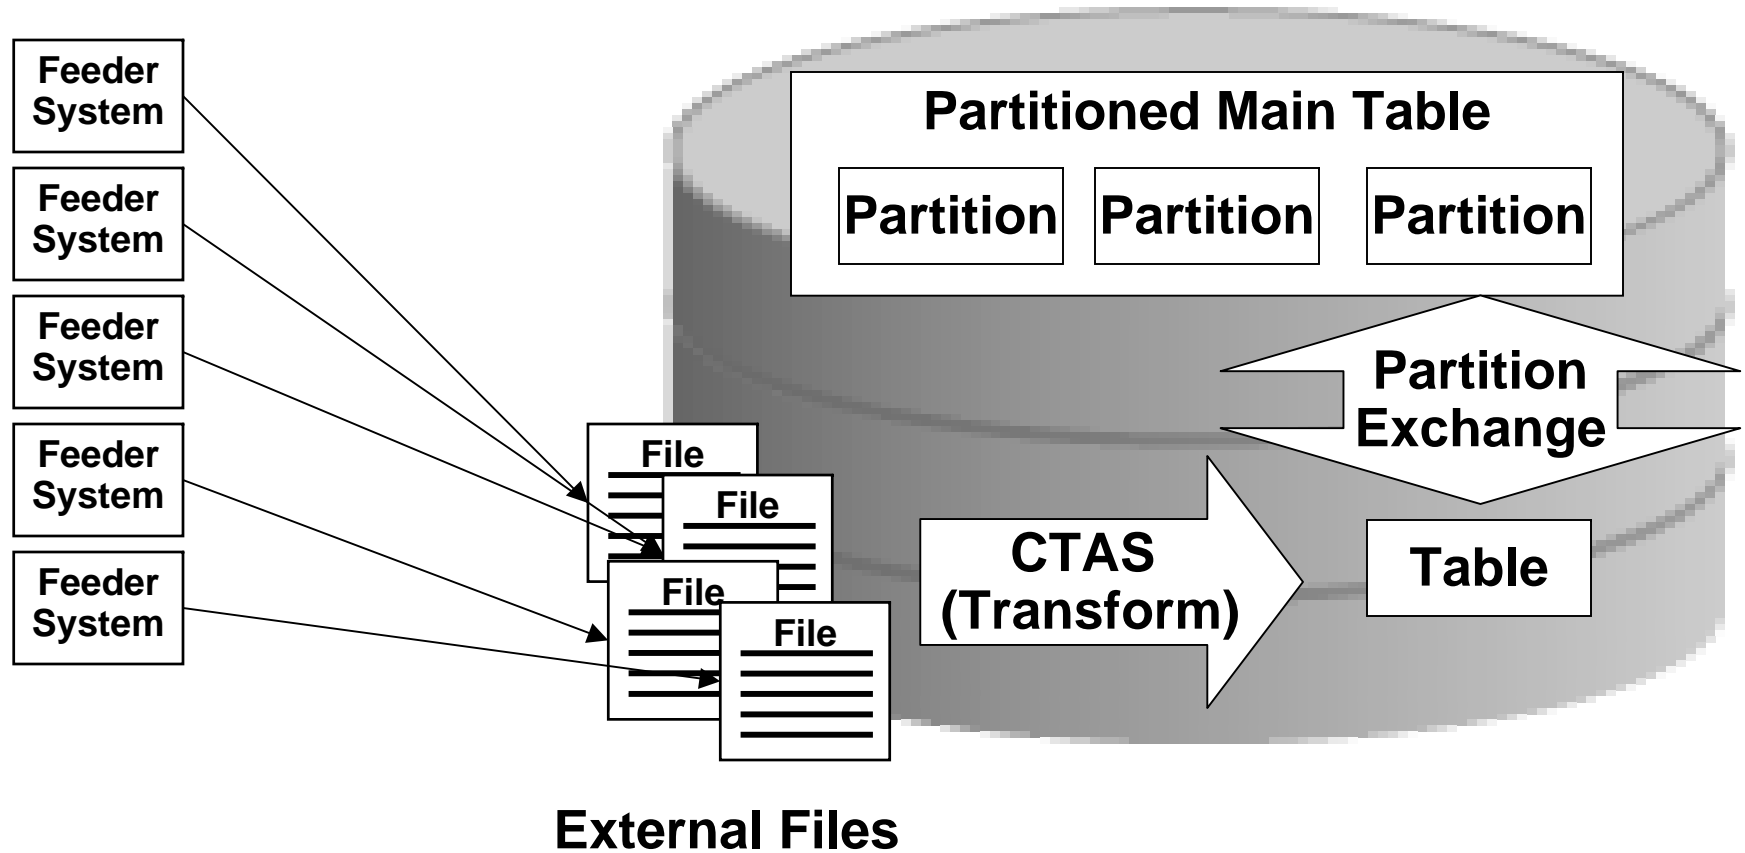 Feeder
System
Feeder
System
Feeder
System
Feeder
System
Feeder
System
File
File
File
File
External Files
Partitioned Main Table
Partition
Partition
Partition
Partition
Exchange
CTAS
(Transform)
Table